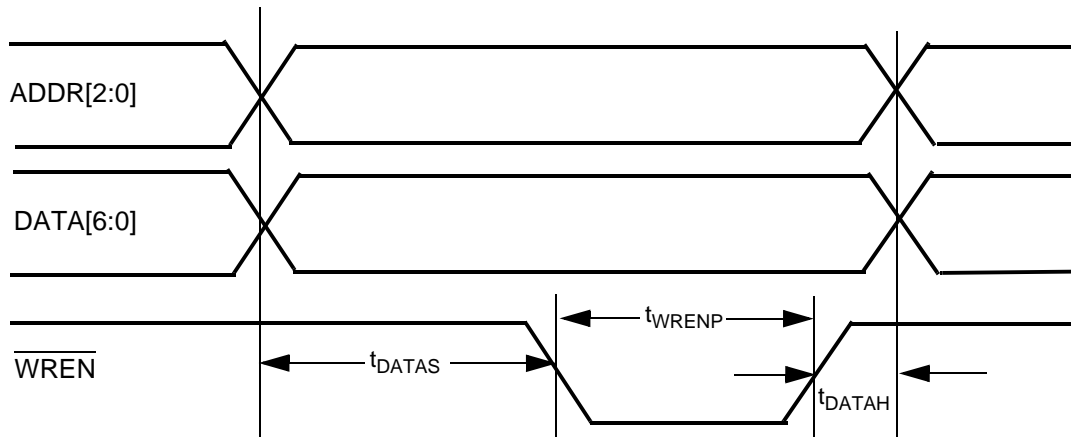 ADDR[2:0]
DATA[6:0]
tWRENP
WREN
tDATAS
tDATAH